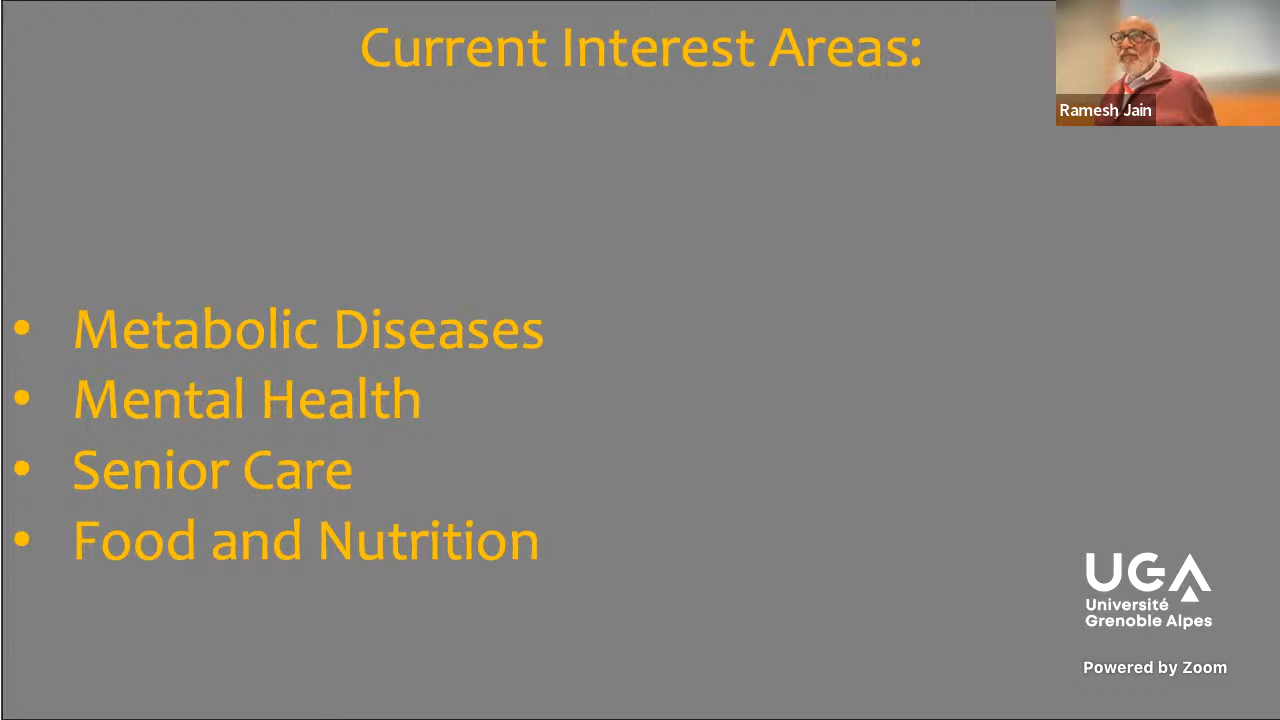 Current Interest Areas:
Ramesh Jain
• Metabolic Diseases
• Mental Health
• Senior Care
• Food and Nutrition
UGA
Université
Grenoble Alpes
Powered by Zoom